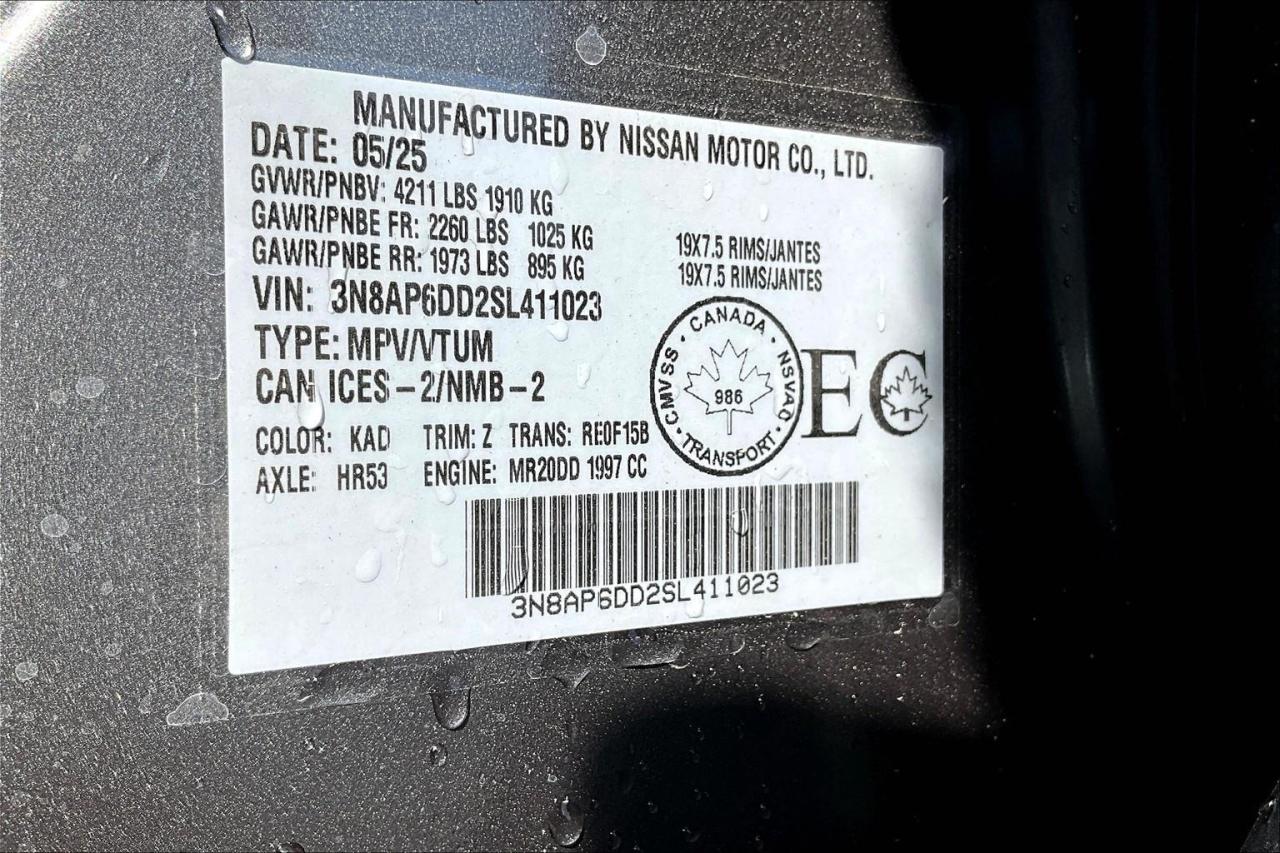 MANUFACTURED BY NISSAN MOTOR CO., LTD.
DATE: 05/25
GVWR/PNBV: 4211 LBS 1910 KG
GAWR/PNBE FR: 2260 LBS 1025 KG 19X7.5 RIMS/JANTES
GAWR/PNBE RR: 1973 LBS 895 KG 19X7.5 RIMS/JANTES
VIN: 3N8AP6DD2SL411023
TYPE: MPV/VTUM
CAN ICES-2/NMB-2
CANADA · NSVAC · TRANSPORT · CMVSS ·
986
EC
COLOR: KAD TRIM: Z TRANS: RE0F15B
AXLE: HR53 ENGINE: MR20DD 1997 CC
3N8AP6DD2SL411023